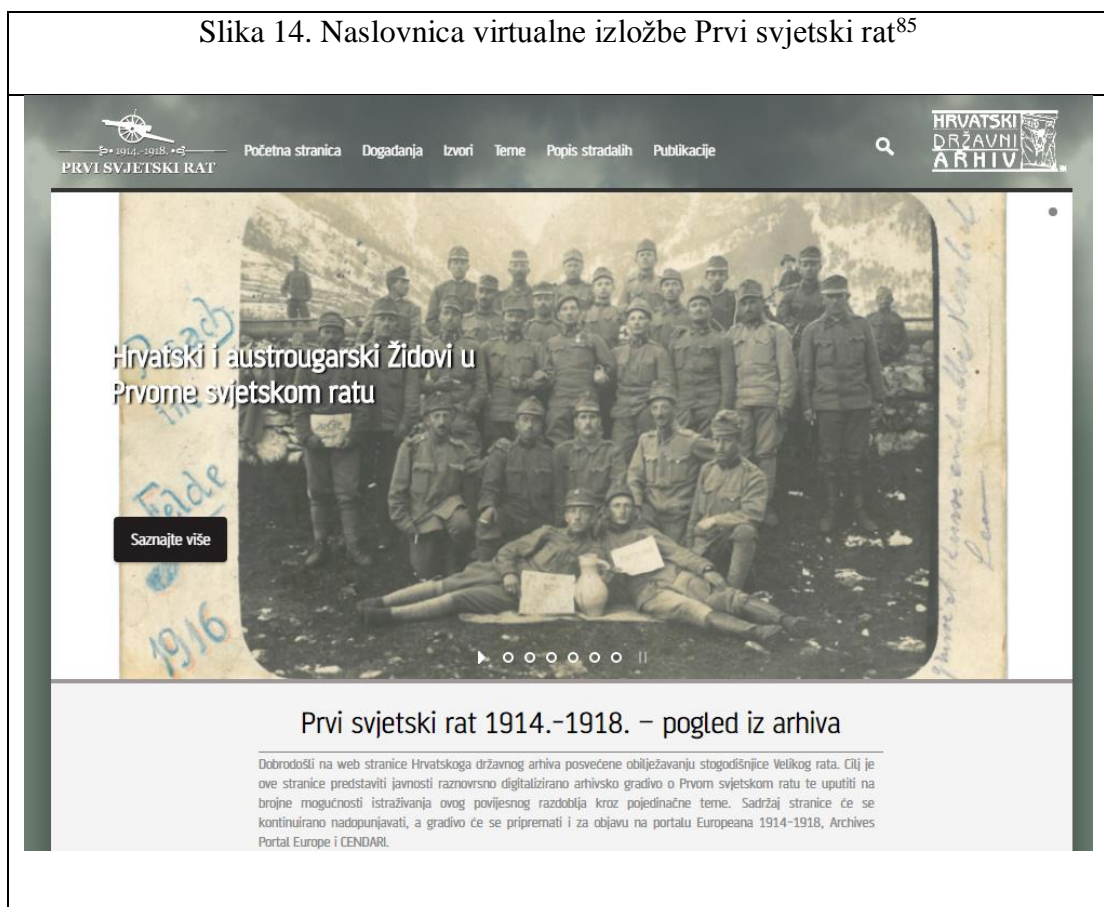 Slika 14. Naslovnica virtualne izložbe Prvi svjetski rat85
1914.-1918.
PRVI SVJETSKI RAT
Početna stranica Događanja Izvori Teme Popis stradalih Publikacije
HRVATSKI
DRŽAVNI
ARHIV
Pesach
im
Felde
1916
Hrvatski i austrougarski Židovi u
Prvome svjetskom ratu
Saznajte više
Prvi svjetski rat 1914.-1918. – pogled iz arhiva
Dobrodošli na web stranice Hrvatskoga državnog arhiva posvećene obilježavanju stogodišnjice Velikog rata. Cilj je
ove stranice predstaviti javnosti raznovrsno digitalizirano arhivsko gradivo o Prvom svjetskom ratu te uputiti na
brojne mogućnosti istraživanja ovog povijesnog razdoblja kroz pojedinačne teme. Sadržaj stranice će se
kontinuirano nadopunjavati, a gradivo će se pripremati i za objavu na portalu Europeana 1914-1918, Archives
Portal Europe i CENDARI.